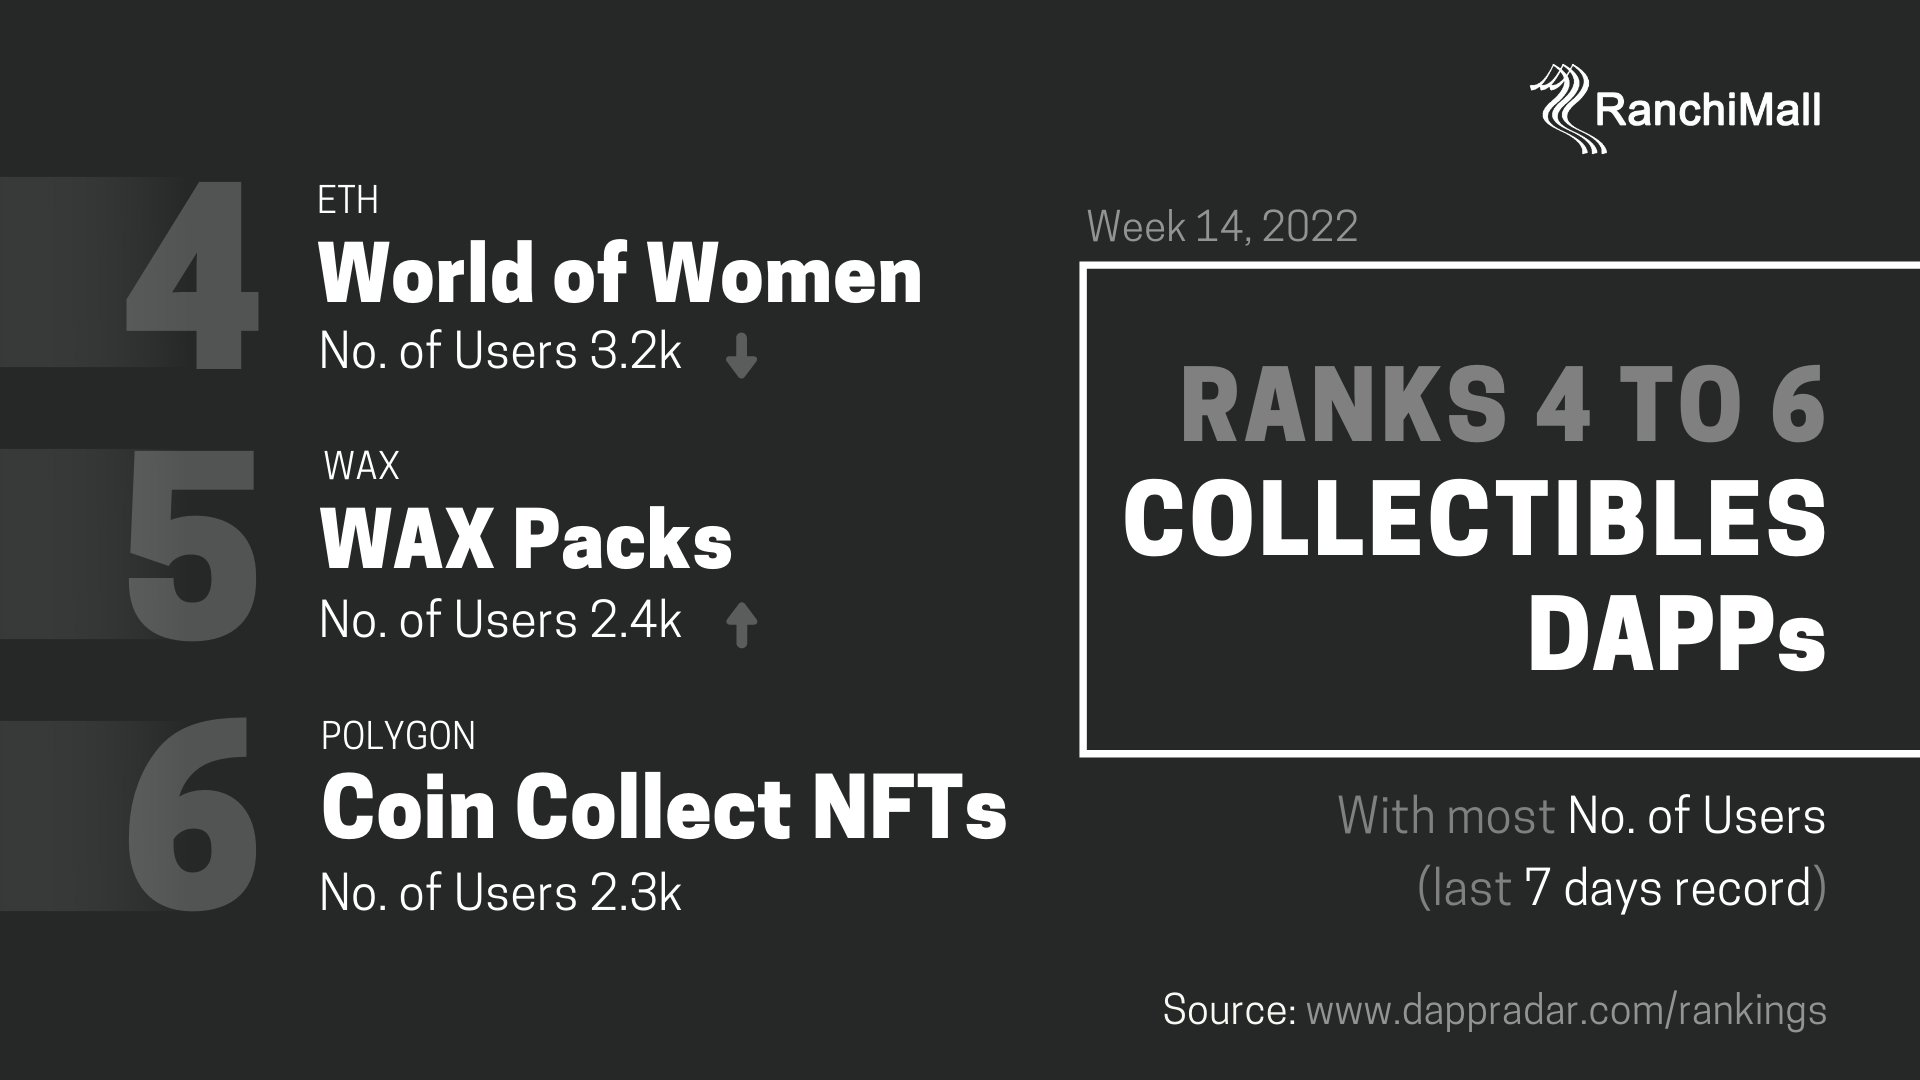 RanchiMall
4
ETH
World of Women
No. of Users 3.2k
5
WAX
WAX Packs
No. of Users 2.4k
6
POLYGON
Coin Collect NFTs
No. of Users 2.3k
Week 14, 2022
RANKS 4 TO 6
COLLECTIBLES
DAPPs
With most No. of Users
(last 7 days record)
Source: www.dappradar.com/rankings